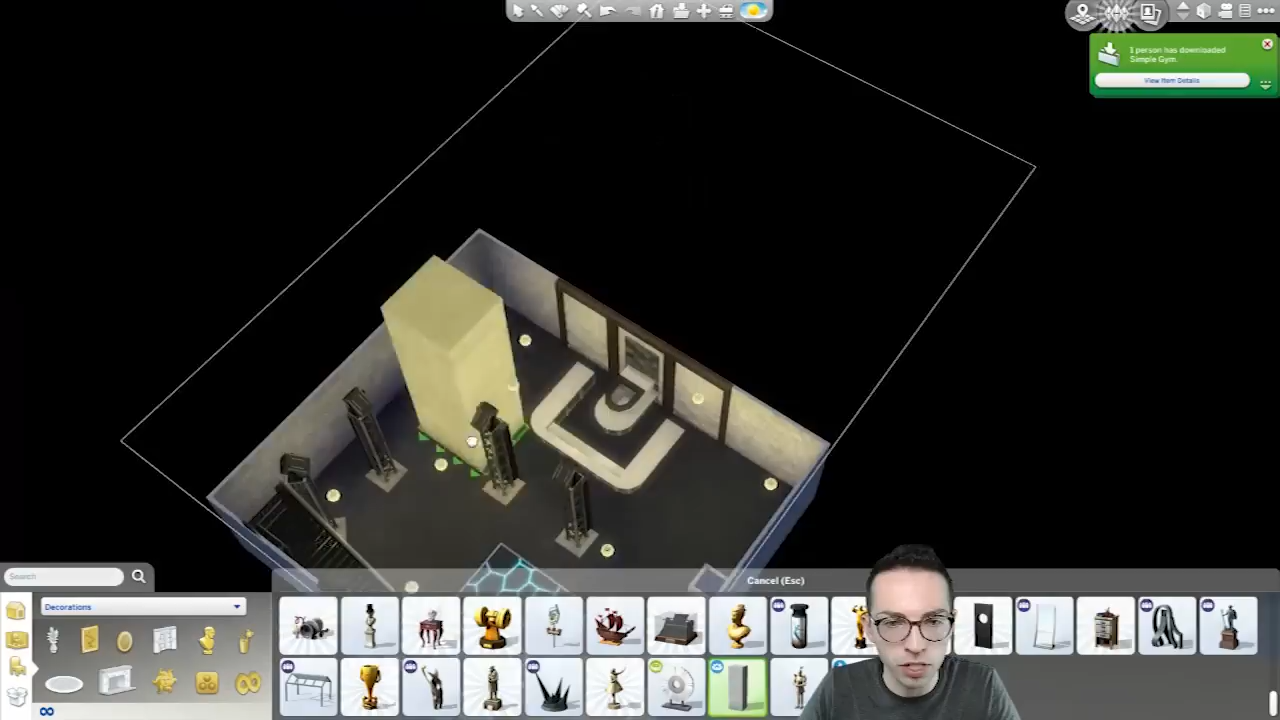 1 person has downloaded
Simple Gym.
View Item Details
Search
Cancel (Esc)
Decorations